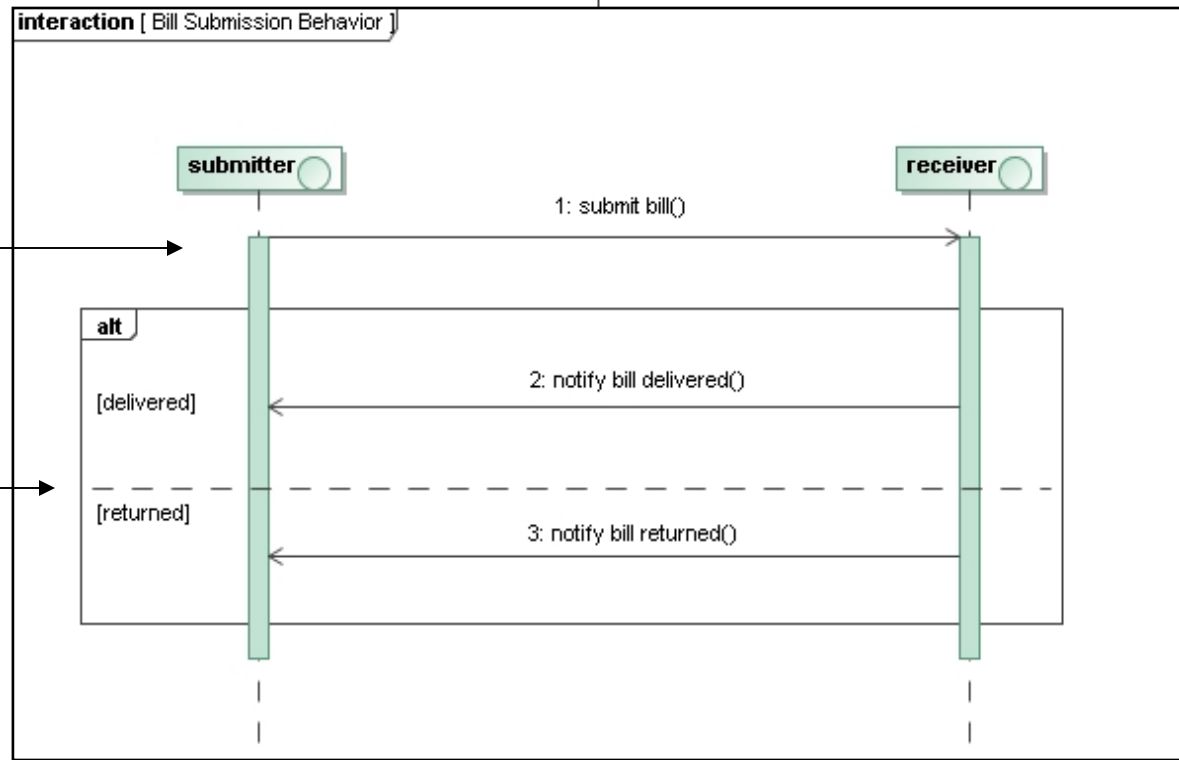 interaction [ Bill Submission Behavior ]
submitter
receiver
1: submit bill()
alt
2: notify bill delivered()
[delivered]
[returned]
3: notify bill returned()